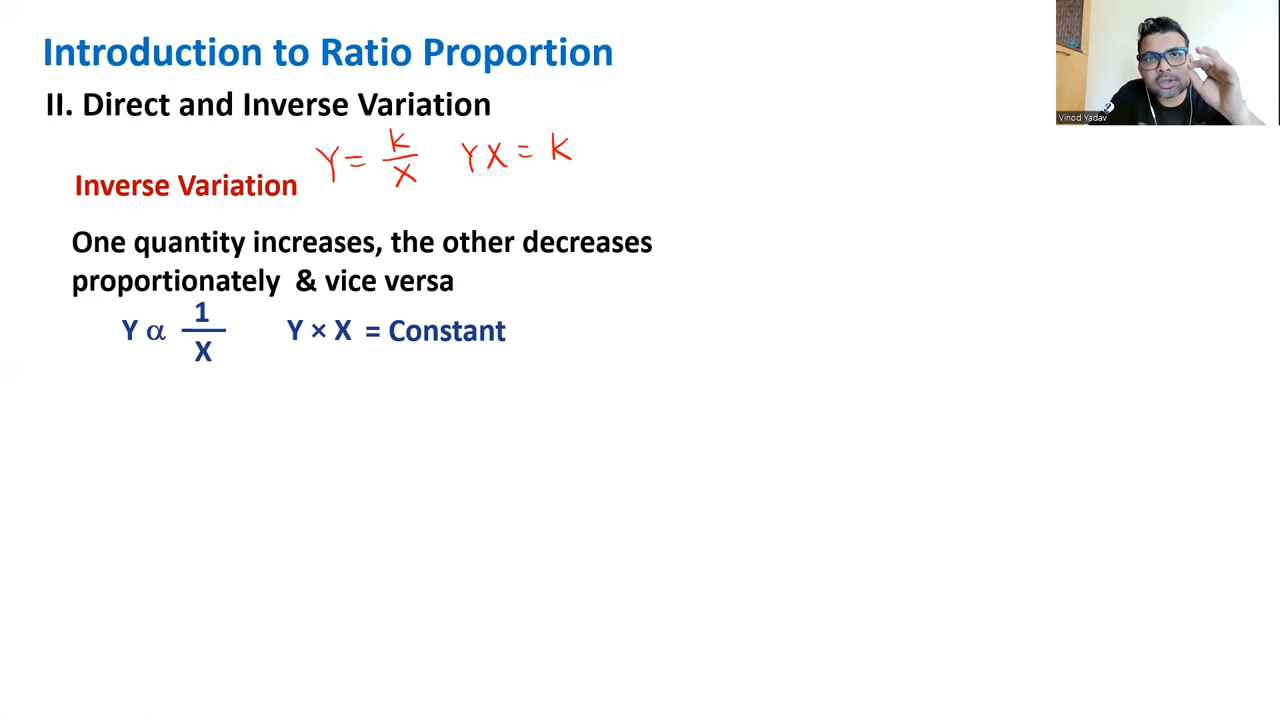 Introduction to Ratio Proportion
Vinod Yadav
II. Direct and Inverse Variation
Y = K/X YX = K
Inverse Variation
One quantity increases, the other decreases
proportionately & vice versa
Y α 1/X Y × X = Constant